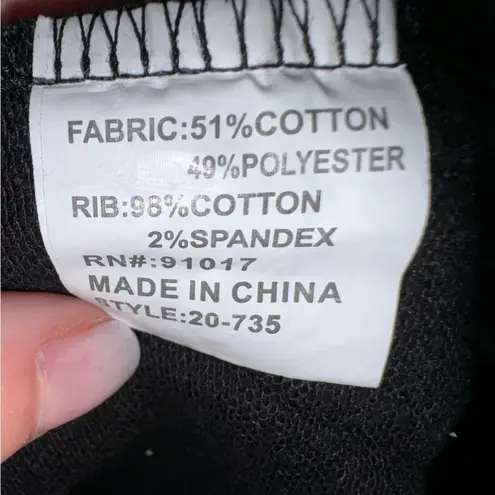 FABRIC:51%COTTON
49%POLYESTER
RIB:98%COTTON
2%SPANDEX
RN#:91017
MADE IN CHINA
STYLE:20-735